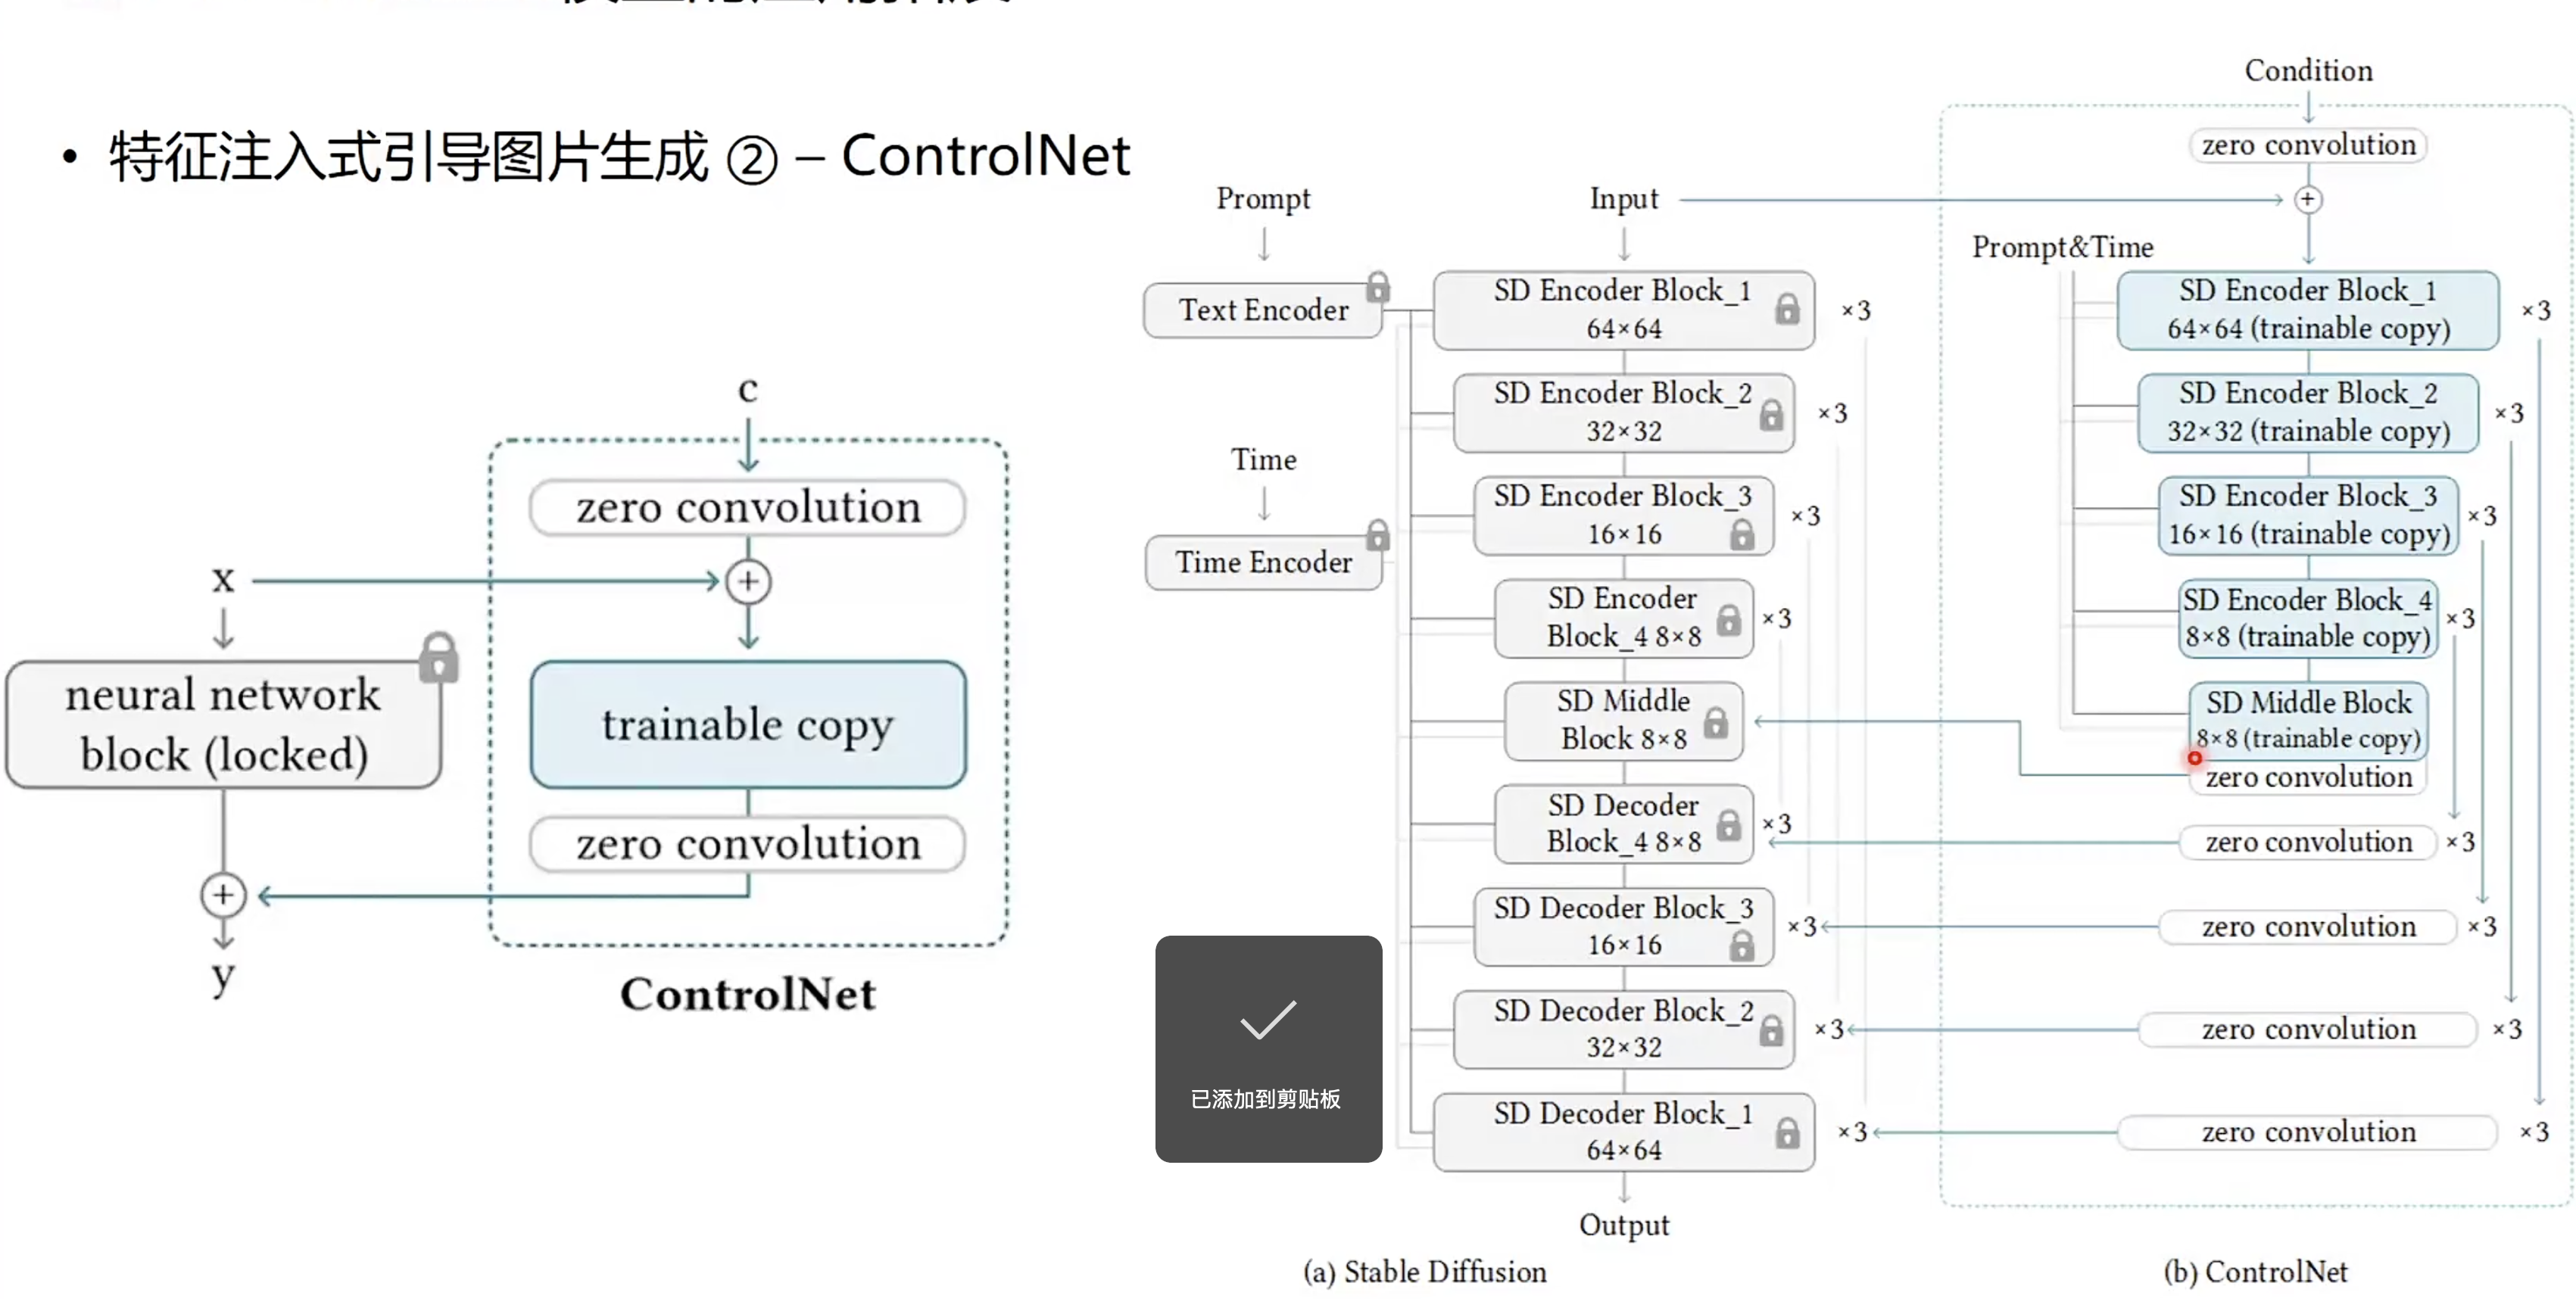 • 特征注入式引导图片生成 ② – ControlNet
c
zero convolution
x
+
neural network
block (locked)
trainable copy
zero convolution
+
y
ControlNet
Prompt
Text Encoder
Time
Time Encoder
Input
SD Encoder Block_1
64×64
×3
SD Encoder Block_2
32×32
×3
SD Encoder Block_3
16×16
×3
SD Encoder
Block_4 8×8
×3
SD Middle
Block 8×8
SD Decoder
Block_4 8×8
×3
SD Decoder Block_3
16×16
×3
SD Decoder Block_2
32×32
×3
SD Decoder Block_1
64×64
×3
Output
(a) Stable Diffusion
Condition
zero convolution
+
Prompt&Time
SD Encoder Block_1
64×64 (trainable copy)
×3
SD Encoder Block_2
32×32 (trainable copy)
×3
SD Encoder Block_3
16×16 (trainable copy)
×3
SD Encoder Block_4
8×8 (trainable copy)
×3
SD Middle Block
8×8 (trainable copy)
zero convolution
zero convolution
×3
zero convolution
×3
zero convolution
×3
zero convolution
×3
(b) ControlNet
已添加到剪贴板